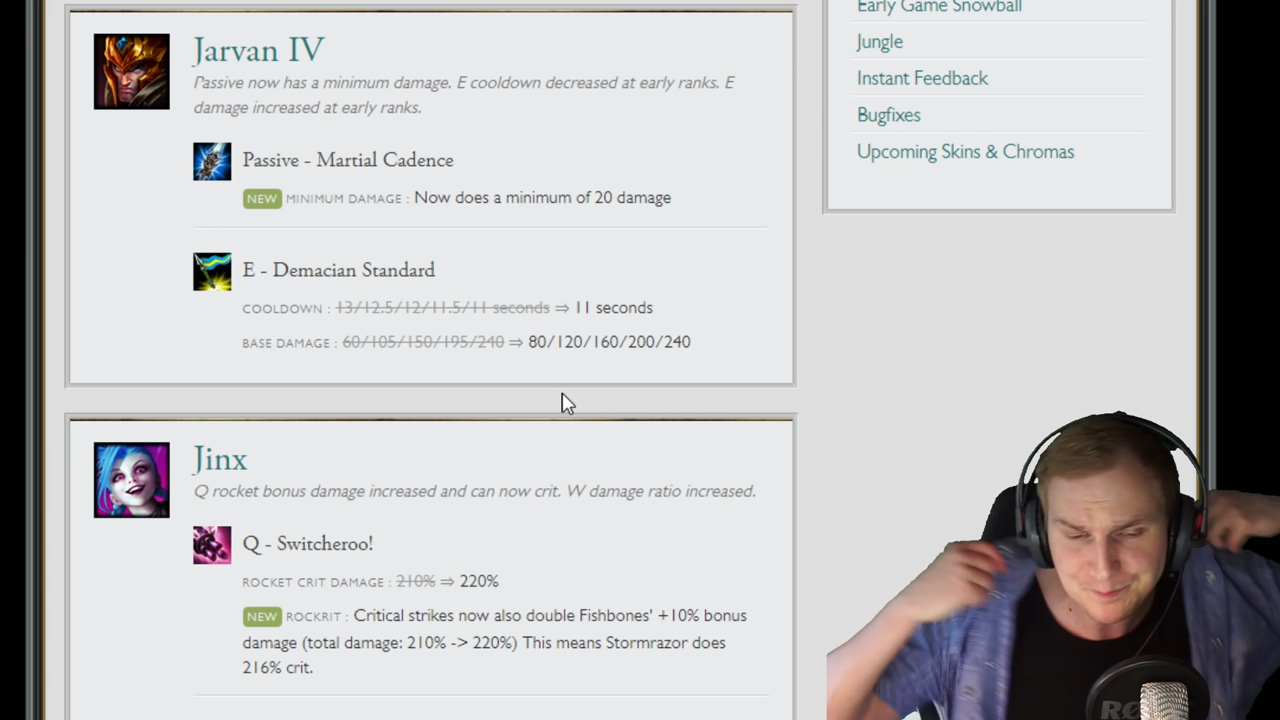 Jarvan IV
Passive now has a minimum damage. E cooldown decreased at early ranks. E
damage increased at early ranks.
Passive - Martial Cadence
NEW MINIMUM DAMAGE : Now does a minimum of 20 damage
E - Demacian Standard
COOLDOWN : 13/12.5/12/11.5/11 seconds ⇒ 11 seconds
BASE DAMAGE : 60/105/150/195/240 ⇒ 80/120/160/200/240
Jinx
Q rocket bonus damage increased and can now crit. W damage ratio increased.
Q - Switcheroo!
ROCKET CRIT DAMAGE : 210% ⇒ 220%
NEW ROCKRIT : Critical strikes now also double Fishbones' +10% bonus
damage (total damage: 210% -> 220%) This means Stormrazor does
216% crit.
Early Game Snowball
Jungle
Instant Feedback
Bugfixes
Upcoming Skins & Chromas